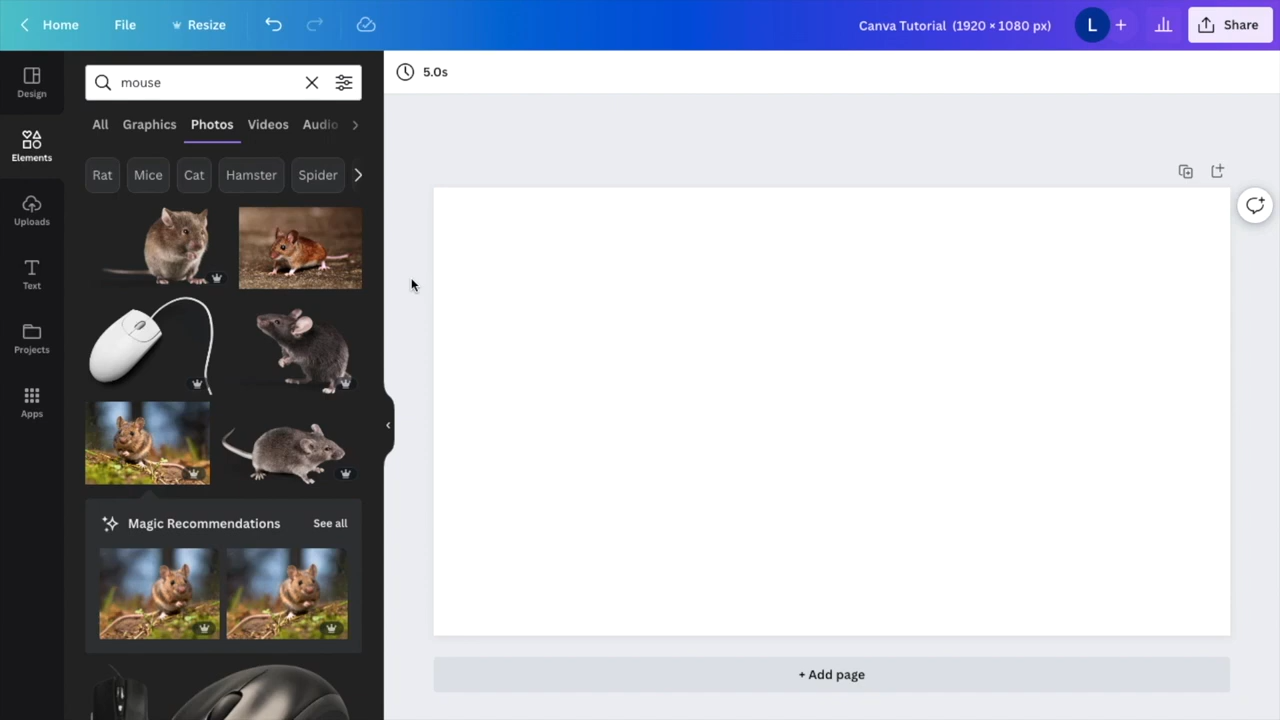 Home File Resize Canva Tutorial (1920 × 1080 px) L + Share
Design
Elements
Uploads
Text
Projects
Apps
mouse
All Graphics Photos Videos Audio
Rat Mice Cat Hamster Spider
Magic Recommendations See all
5.0s
+ Add page